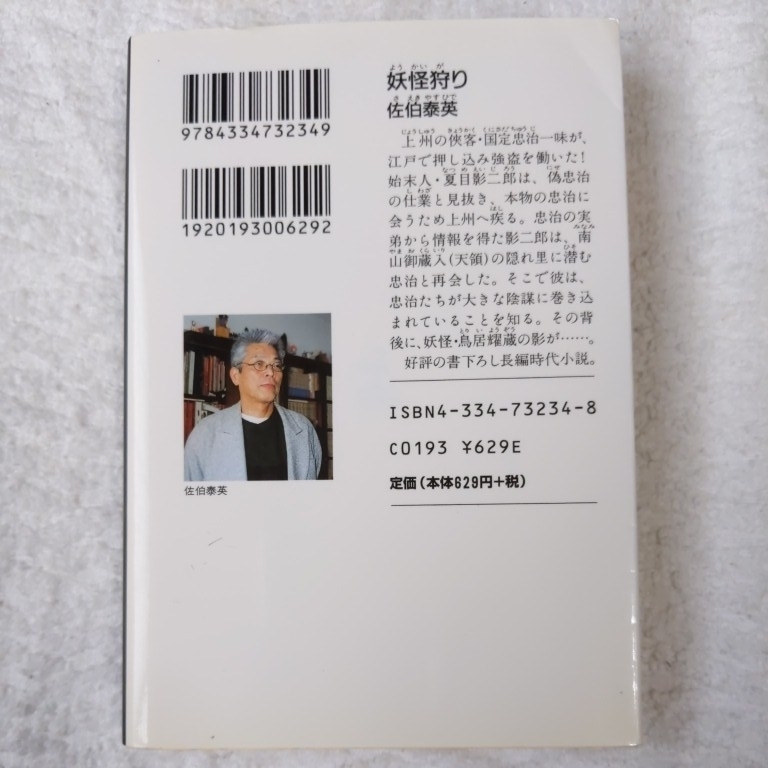 9784334732349
1920193006292
佐伯泰英
妖怪狩り
佐伯泰英
上州の俠客・国定忠治一味が、
江戸で押し込み強盗を働いた!
始末人・夏目影二郎は、偽忠治
の仕業と見抜き、本物の忠治に
会うため上州へ疾る。忠治の実
弟から情報を得た影二郎は、南
山御蔵入(天領)の隠れ里に潜む
忠治と再会した。そこで彼は、
忠治たちが大きな陰謀に巻き込
まれていることを知る。その背
後に、妖怪・鳥居耀蔵の影が……。
好評の書下ろし長編時代小説。
ISBN4-334-73234-8
C0193 ¥629E
定価(本体629円+税)